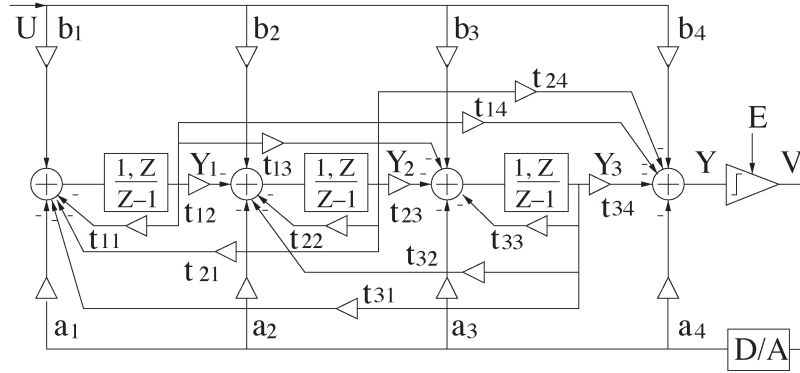 U b1 b2 b3 b4
t24
t14
E
t13
1, Z
Z–1
Y1
1, Z
Z–1
Y2
1, Z
Z–1
Y3
Y
V
t12
t23
t34
t11
t22
t33
t21
t32
t31
a1 a2 a3 a4
D/A